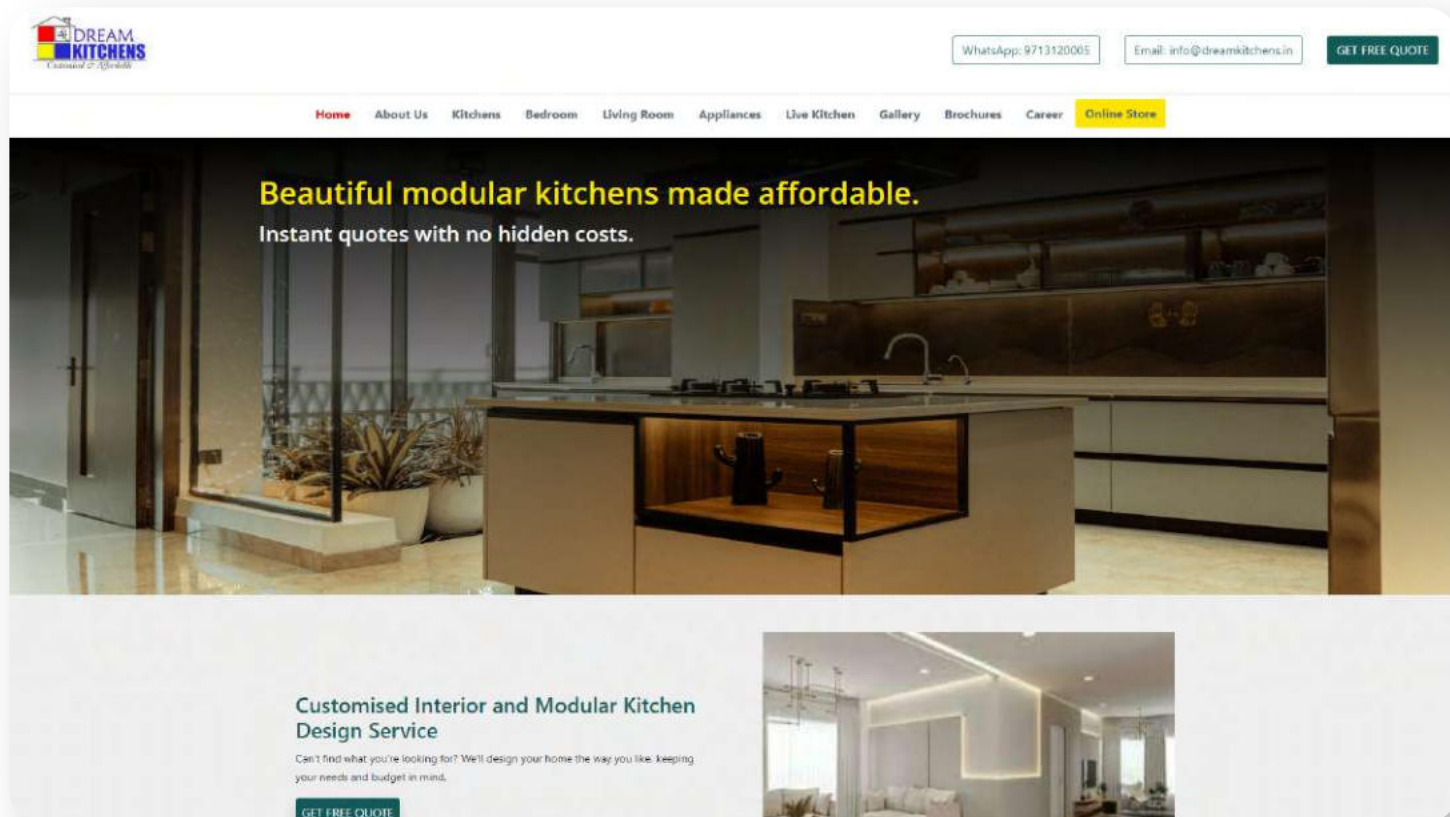 DREAM
KITCHENS
Customised & Affordable
WhatsApp: 9713120005
Email: info@dreamkitchens.in
GET FREE QUOTE
Home
About Us
Kitchens
Bedroom
Living Room
Appliances
Live Kitchen
Gallery
Brochures
Career
Online Store
Beautiful modular kitchens made affordable.
Instant quotes with no hidden costs.
Customised Interior and Modular Kitchen
Design Service
Can't find what you're looking for? We'll design your home the way you like, keeping
your needs and budget in mind.
GET FREE QUOTE